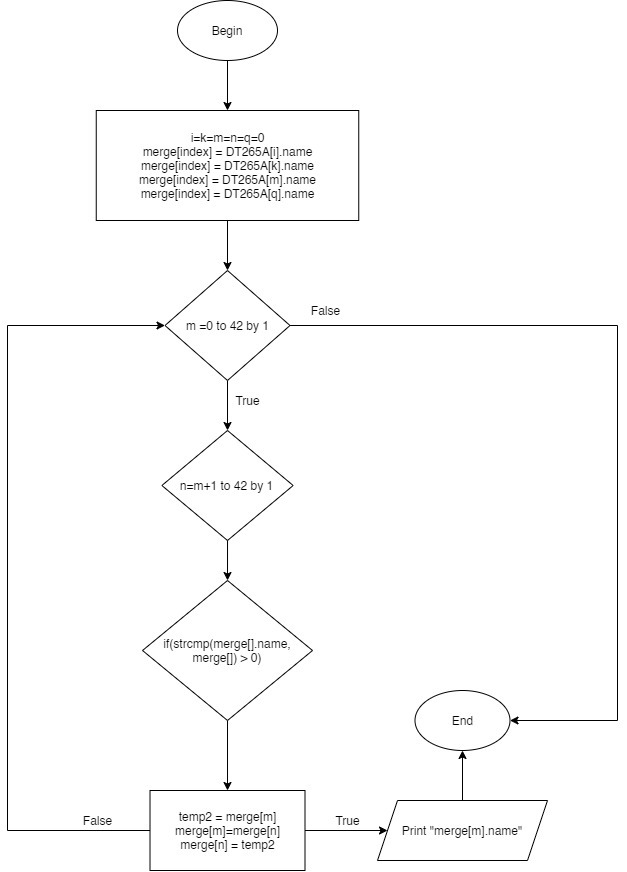 Begin
i=k=m=n=q=0
merge[index] = DT265A[i].name
merge[index] = DT265A[k].name
merge[index] = DT265A[m].name
merge[index] = DT265A[q].name
m =0 to 42 by 1
False
True
n=m+1 to 42 by 1
if(strcmp(merge[].name,
merge[]) > 0)
End
temp2 = merge[m]
merge[m]=merge[n]
merge[n] = temp2
False
True
Print "merge[m].name"